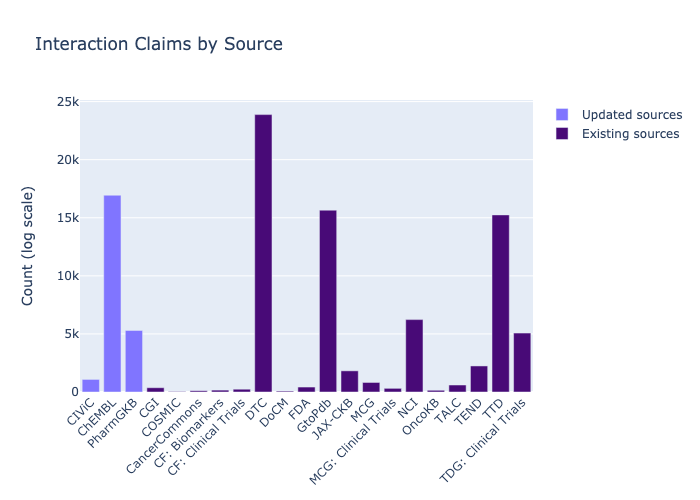 Interaction Claims by Source
Updated sources
Existing sources
Count (log scale)
25k
20k
15k
10k
5k
0
CIViC
ChEMBL
PharmGKB
CGI
COSMIC
CancerCommons
CF: Biomarkers
CF: Clinical Trials
DTC
DoCM
FDA
GtoPdb
JAX-CKB
MCG
MCG: Clinical Trials
NCI
OncoKB
TALC
TEND
TTD
TDG: Clinical Trials